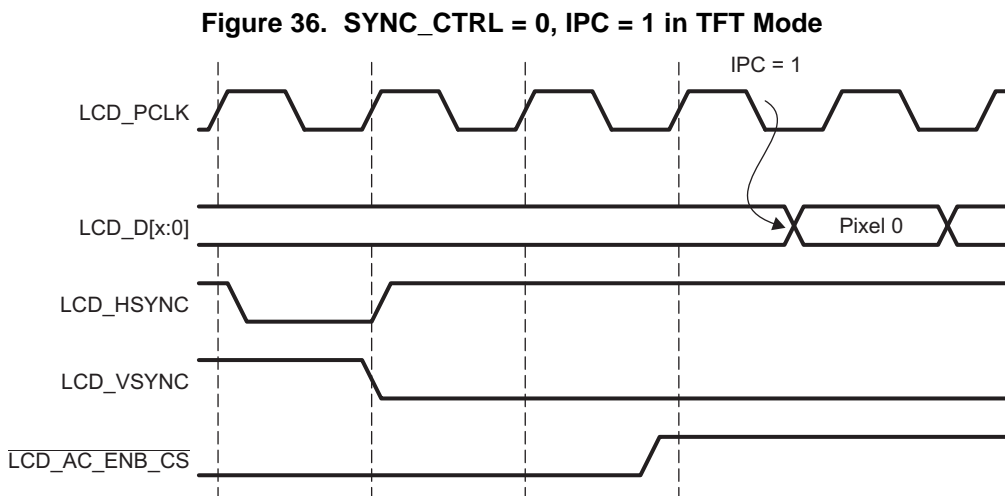 Figure 36. SYNC_CTRL = 0, IPC = 1 in TFT Mode
IPC = 1
LCD_PCLK
LCD_D[x:0]
Pixel 0
LCD_HSYNC
LCD_VSYNC
LCD_AC_ENB_CS